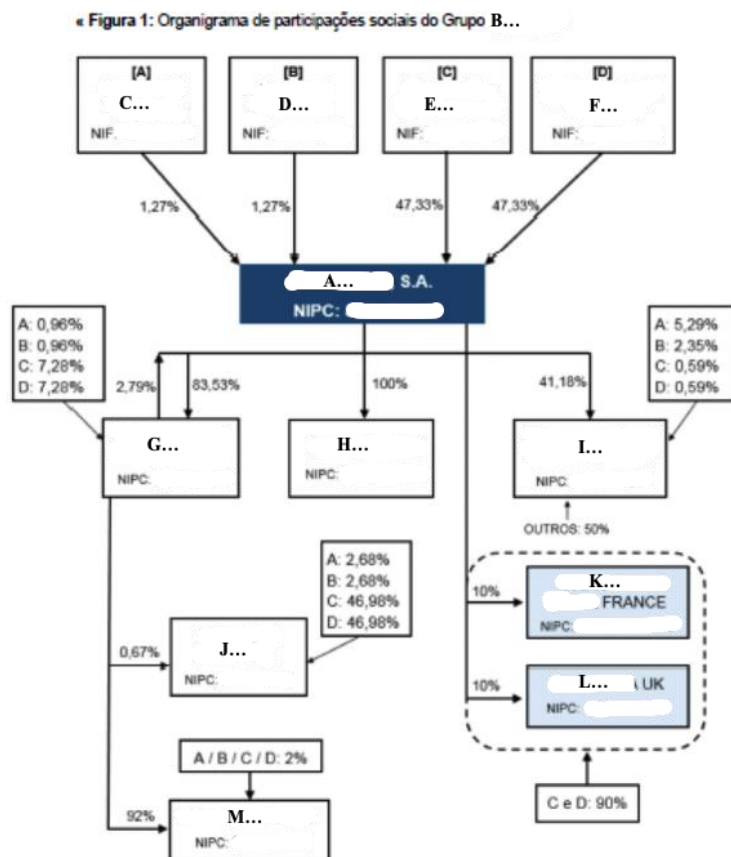 « Figura 1: Organigrama de participações sociais do Grupo B...
[A]
C...
NIF:
[B]
D...
NIF:
[C]
E...
NIF:
[D]
F...
NIF:
1,27%
1,27%
47,33%
47,33%
A... S.A.
NIPC:
A: 0,96%
B: 0,96%
C: 7,28%
D: 7,28%
2,79%
83,53%
100%
41,18%
A: 5,29%
B: 2,35%
C: 0,59%
D: 0,59%
G...
NIPC:
H...
I...
NIPC:
OUTROS: 50%
A: 2,68%
B: 2,68%
C: 46,98%
D: 46,98%
10%
K...
FRANCE
NIPC:
0,67%
J...
NIPC:
10%
L... UK
NIPC:
A / B / C / D: 2%
C e D: 90%
92%
M...
NIPC: